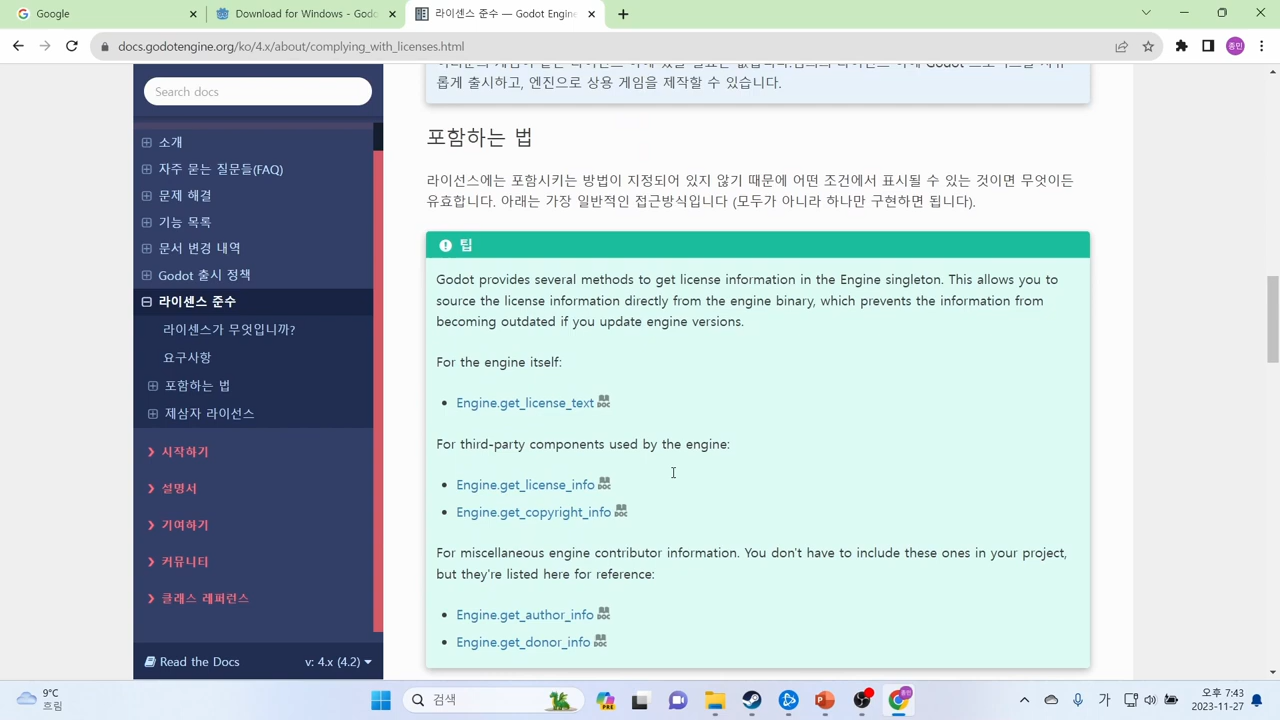 Google
Download for Windows - Godo
라이센스 준수 — Godot Engine
docs.godotengine.org/ko/4.x/about/complying_with_licenses.html
종민
Search docs
소개
자주 묻는 질문들(FAQ)
문제 해결
기능 목록
문서 변경 내역
Godot 출시 정책
라이센스 준수
라이센스가 무엇입니까?
요구사항
포함하는 법
제삼자 라이선스
시작하기
설명서
기여하기
커뮤니티
클래스 레퍼런스
Read the Docs
v: 4.x (4.2)
롭게 출시하고, 엔진으로 상용 게임을 제작할 수 있습니다.
포함하는 법
라이선스에는 포함시키는 방법이 지정되어 있지 않기 때문에 어떤 조건에서 표시될 수 있는 것이면 무엇이든
유효합니다. 아래는 가장 일반적인 접근방식입니다 (모두가 아니라 하나만 구현하면 됩니다).
팁
Godot provides several methods to get license information in the Engine singleton. This allows you to
source the license information directly from the engine binary, which prevents the information from
becoming outdated if you update engine versions.
For the engine itself:
Engine.get_license_text DOC
For third-party components used by the engine:
Engine.get_license_info DOC
Engine.get_copyright_info DOC
For miscellaneous engine contributor information. You don't have to include these ones in your project,
but they're listed here for reference:
Engine.get_author_info DOC
Engine.get_donor_info DOC
9°C
흐림
검색
PRE
종민
가
오후 7:43
2023-11-27